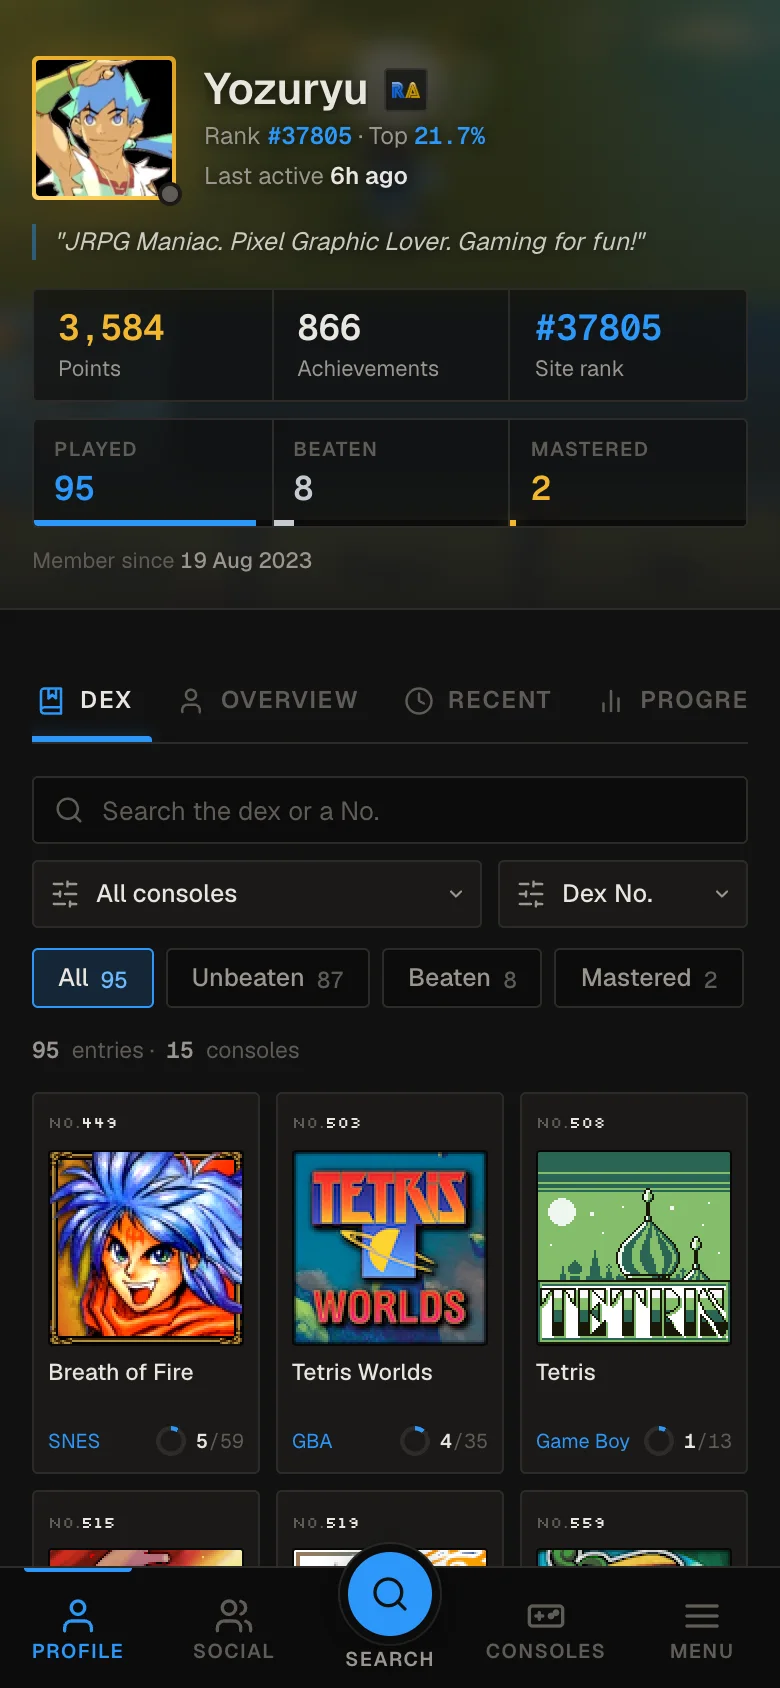 Yozuryu RA
Rank #37805 · Top 21.7%
Last active 6h ago
"JRPG Maniac. Pixel Graphic Lover. Gaming for fun!"
3,584 866 #37805
Points Achievements Site rank
PLAYED BEATEN MASTERED
95 8 2
Member since 19 Aug 2023
DEX OVERVIEW RECENT PROGRE
Search the dex or a No.
All consoles Dex No.
All 95 Unbeaten 87 Beaten 8 Mastered 2
95 entries · 15 consoles
NO.449 NO.503 NO.508
TETRIS
WORLDS
TETRIS
Breath of Fire Tetris Worlds Tetris
SNES 5/59 GBA 4/35 Game Boy 1/13
NO.515 NO.519 NO.559
PROFILE SOCIAL SEARCH CONSOLES MENU